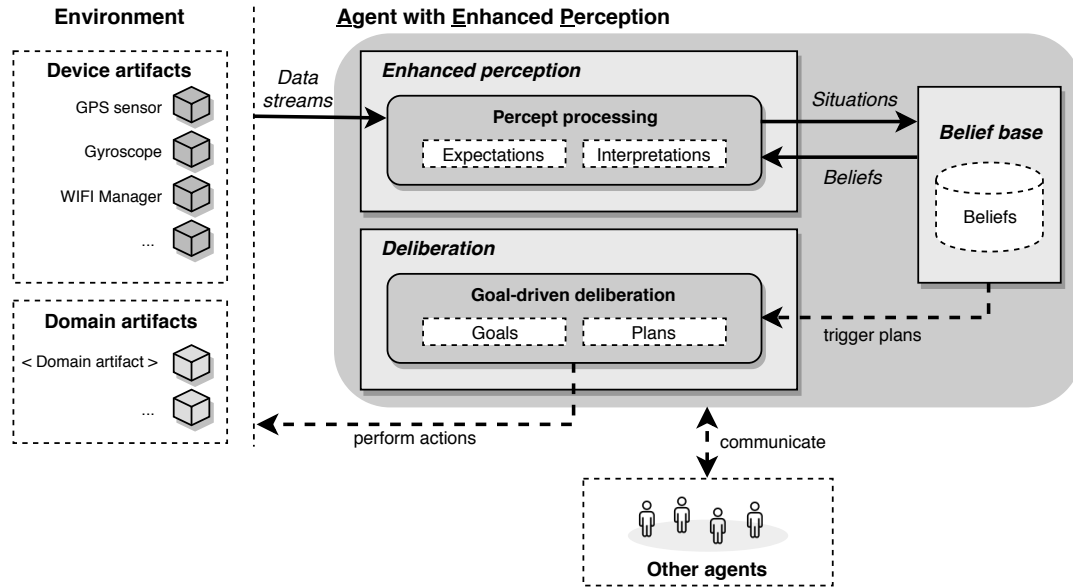 Environment
Agent with Enhanced Perception
Device artifacts
GPS sensor
Gyroscope
WIFI Manager
...
Domain artifacts
< Domain artifact >
...
Data
streams
Enhanced perception
Percept processing
Expectations
Interpretations
Situations
Beliefs
Belief base
Beliefs
Deliberation
Goal-driven deliberation
Goals
Plans
trigger plans
perform actions
communicate
Other agents